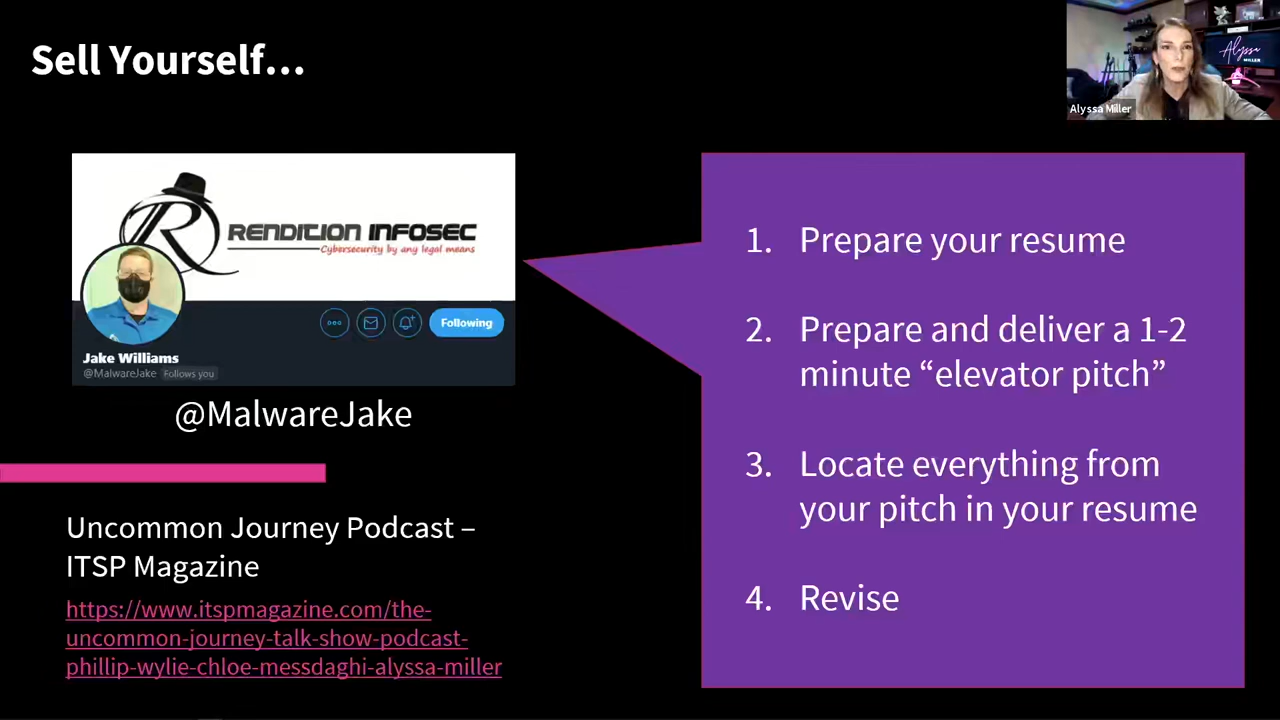 Sell Yourself...
Alyssa
MILLER
Alyssa Miller
R
RENDITION INFOSEC
Cybersecurity by any legal means
Following
Jake Williams
@MalwareJake Follows you
@MalwareJake
Uncommon Journey Podcast –
ITSP Magazine
https://www.itspmagazine.com/the-
uncommon-journey-talk-show-podcast-
phillip-wylie-chloe-messdaghi-alyssa-miller
1. Prepare your resume
2. Prepare and deliver a 1-2
minute “elevator pitch”
3. Locate everything from
your pitch in your resume
4. Revise